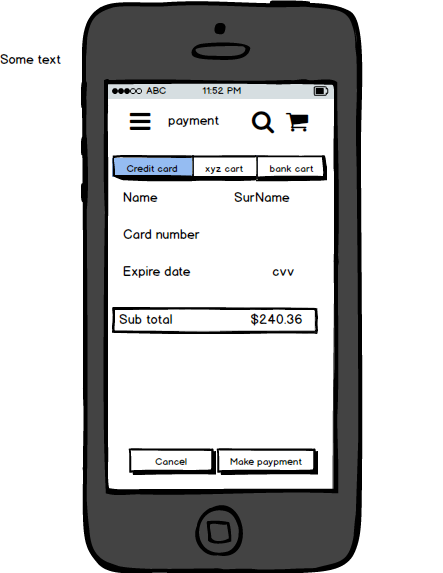 Some text
ABC 11:52 PM
payment
Credit card xyz cart bank cart
Name SurName
Card number
Expire date cvv
Sub total $240.36
Cancel Make paypment